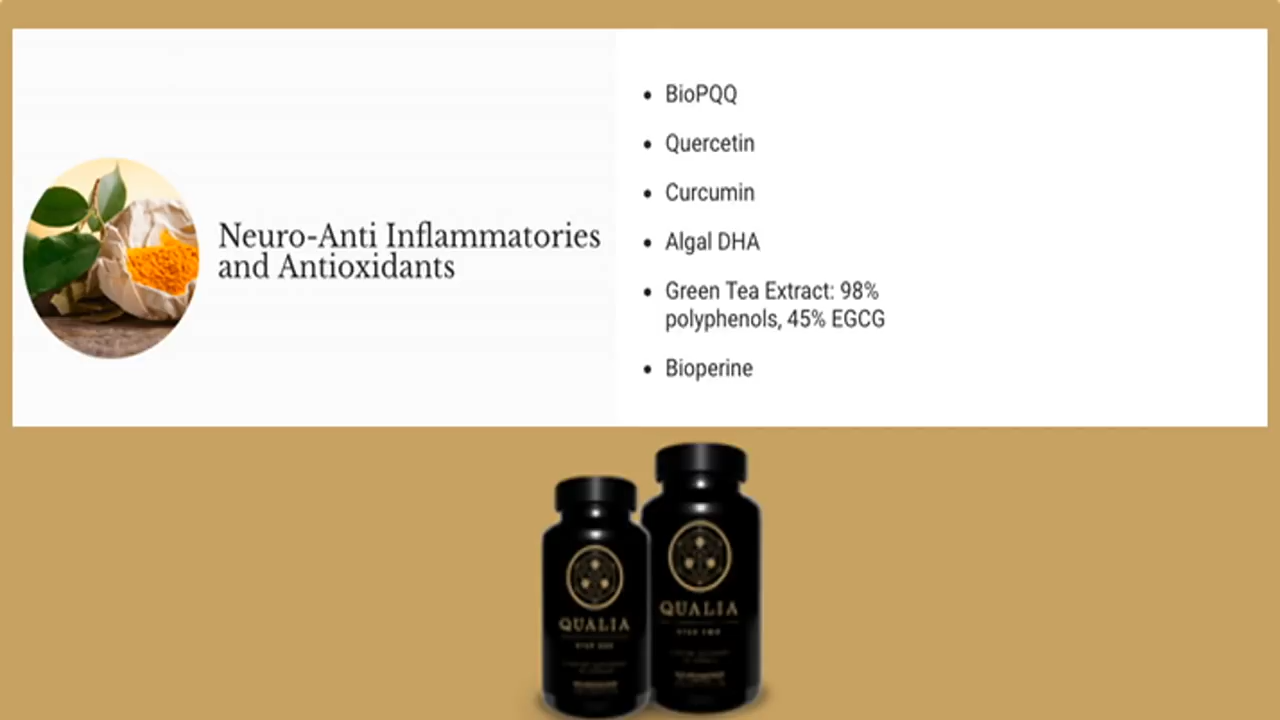 Neuro-Anti Inflammatories
and Antioxidants
BioPQQ
Quercetin
Curcumin
Algal DHA
Green Tea Extract: 98%
polyphenols, 45% EGCG
Bioperine
QUALIA
QUALIA